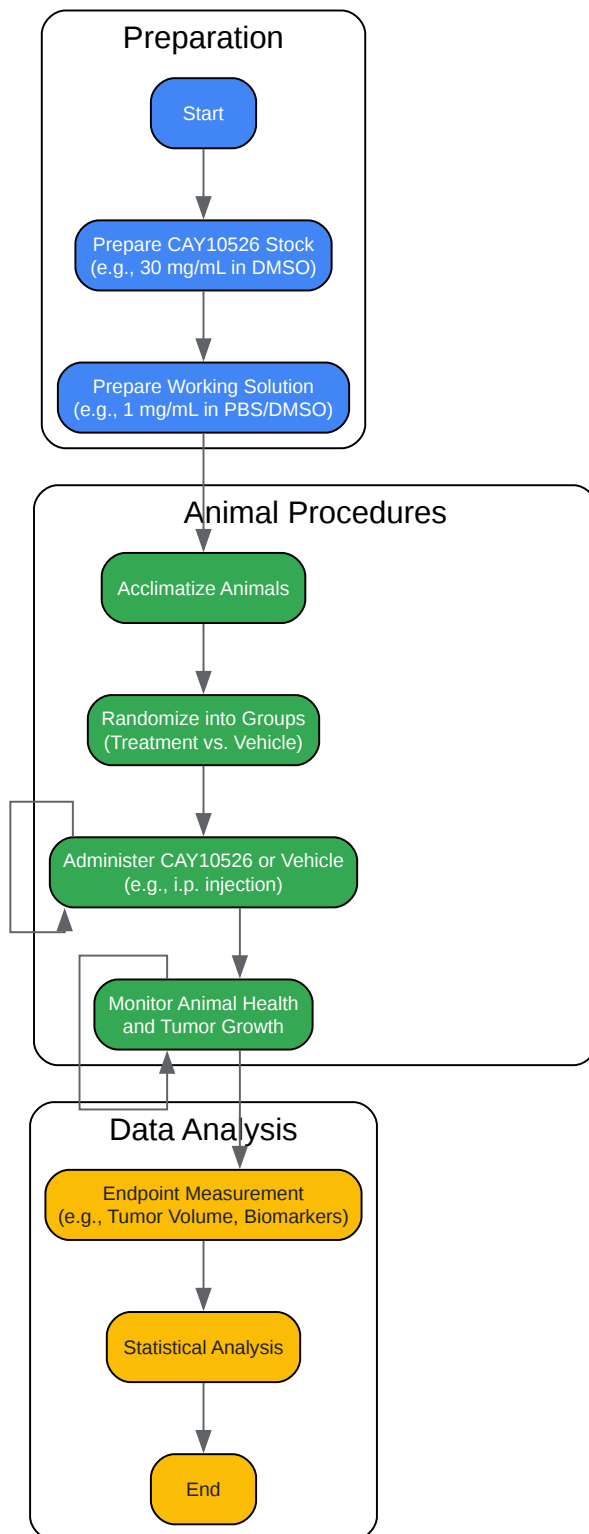 Preparation
Start
Prepare CAY10526 Stock
(e.g., 30 mg/mL in DMSO)
Prepare Working Solution
(e.g., 1 mg/mL in PBS/DMSO)
Animal Procedures
Acclimatize Animals
Randomize into Groups
(Treatment vs. Vehicle)
Administer CAY10526 or Vehicle
(e.g., i.p. injection)
Monitor Animal Health
and Tumor Growth
Data Analysis
Endpoint Measurement
(e.g., Tumor Volume, Biomarkers)
Statistical Analysis
End